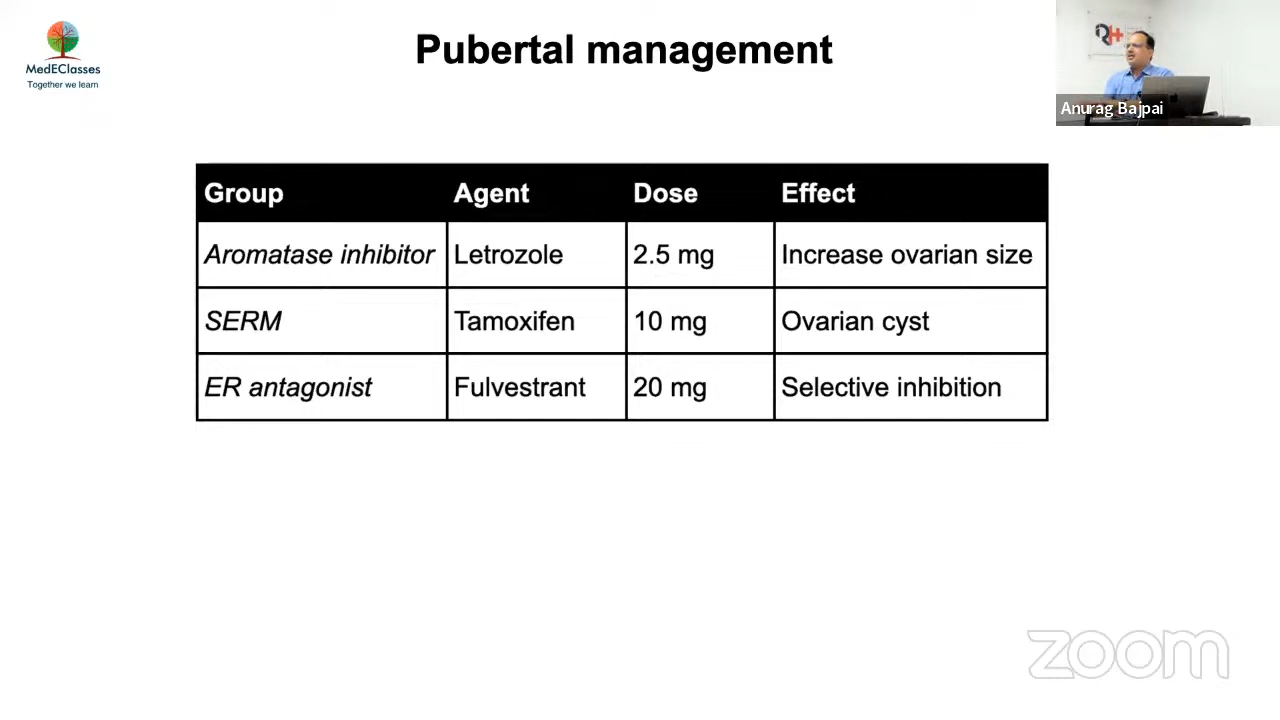 Pubertal management
MedEClasses
Together we learn
Anurag Bajpai
Group Agent Dose Effect
Aromatase inhibitor Letrozole 2.5 mg Increase ovarian size
SERM Tamoxifen 10 mg Ovarian cyst
ER antagonist Fulvestrant 20 mg Selective inhibition
zoom